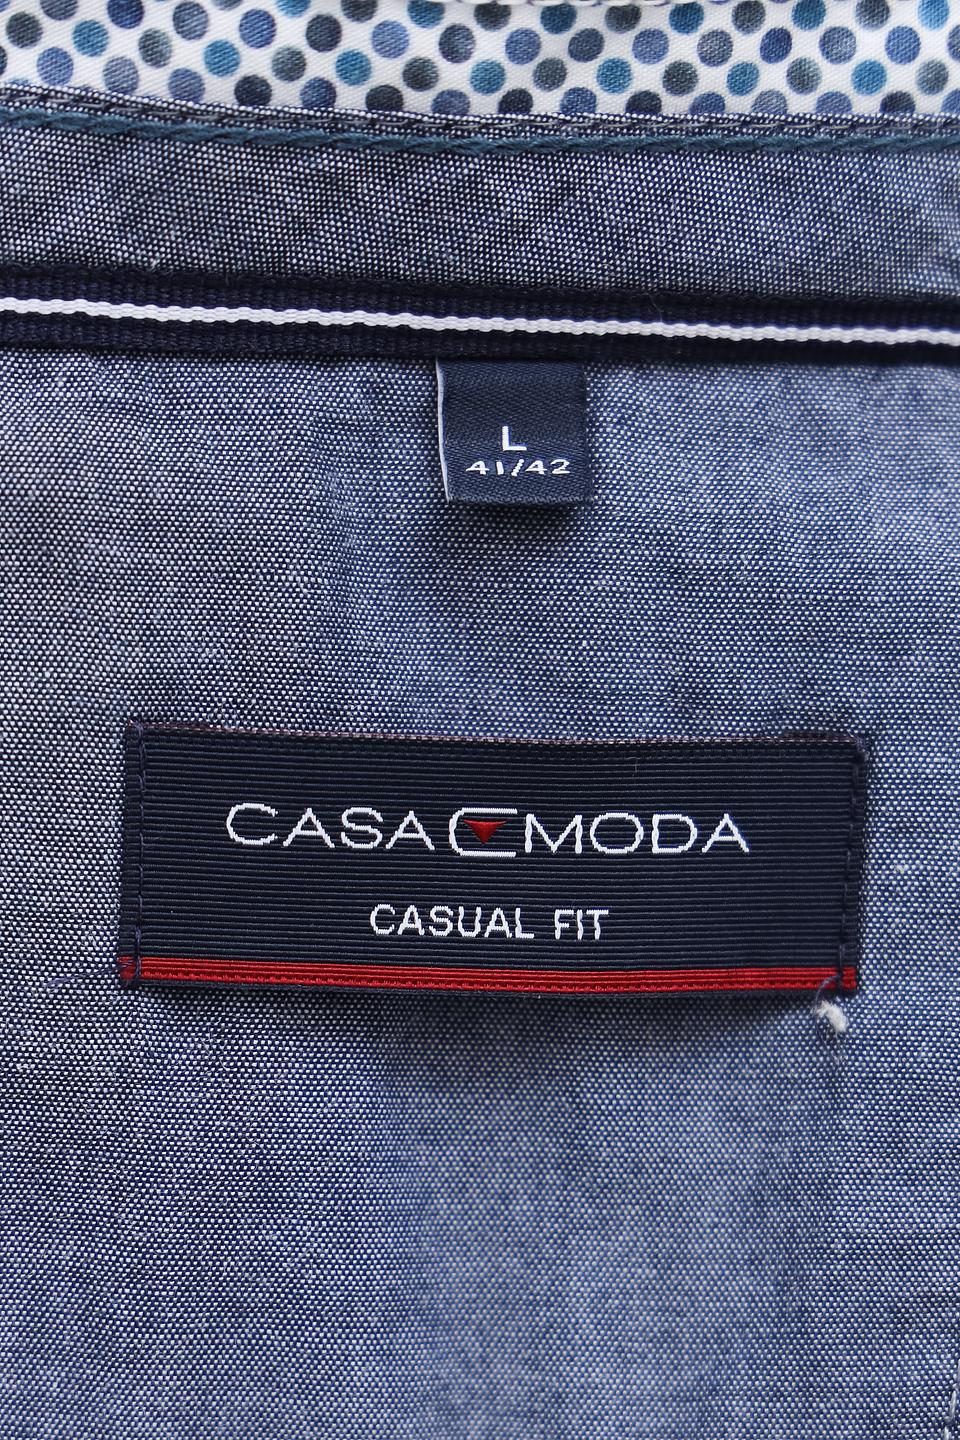 L
41/42
CASA MODA
CASUAL FIT